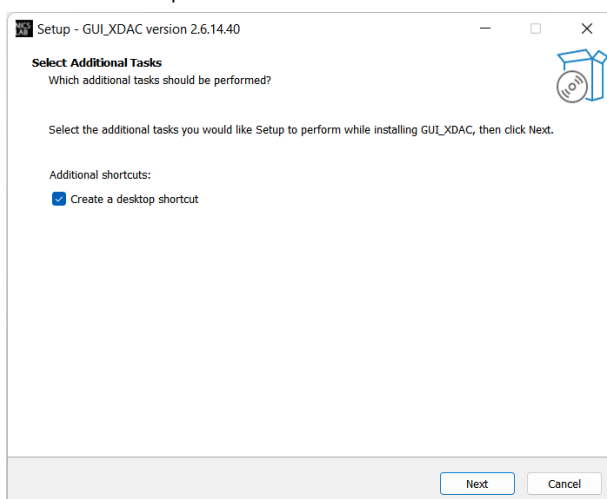 NICS
LAB
Setup - GUI_XDAC version 2.6.14.40
Select Additional Tasks
Which additional tasks should be performed?
Select the additional tasks you would like Setup to perform while installing GUI_XDAC, then click Next.
Additional shortcuts:
Create a desktop shortcut
Next
Cancel